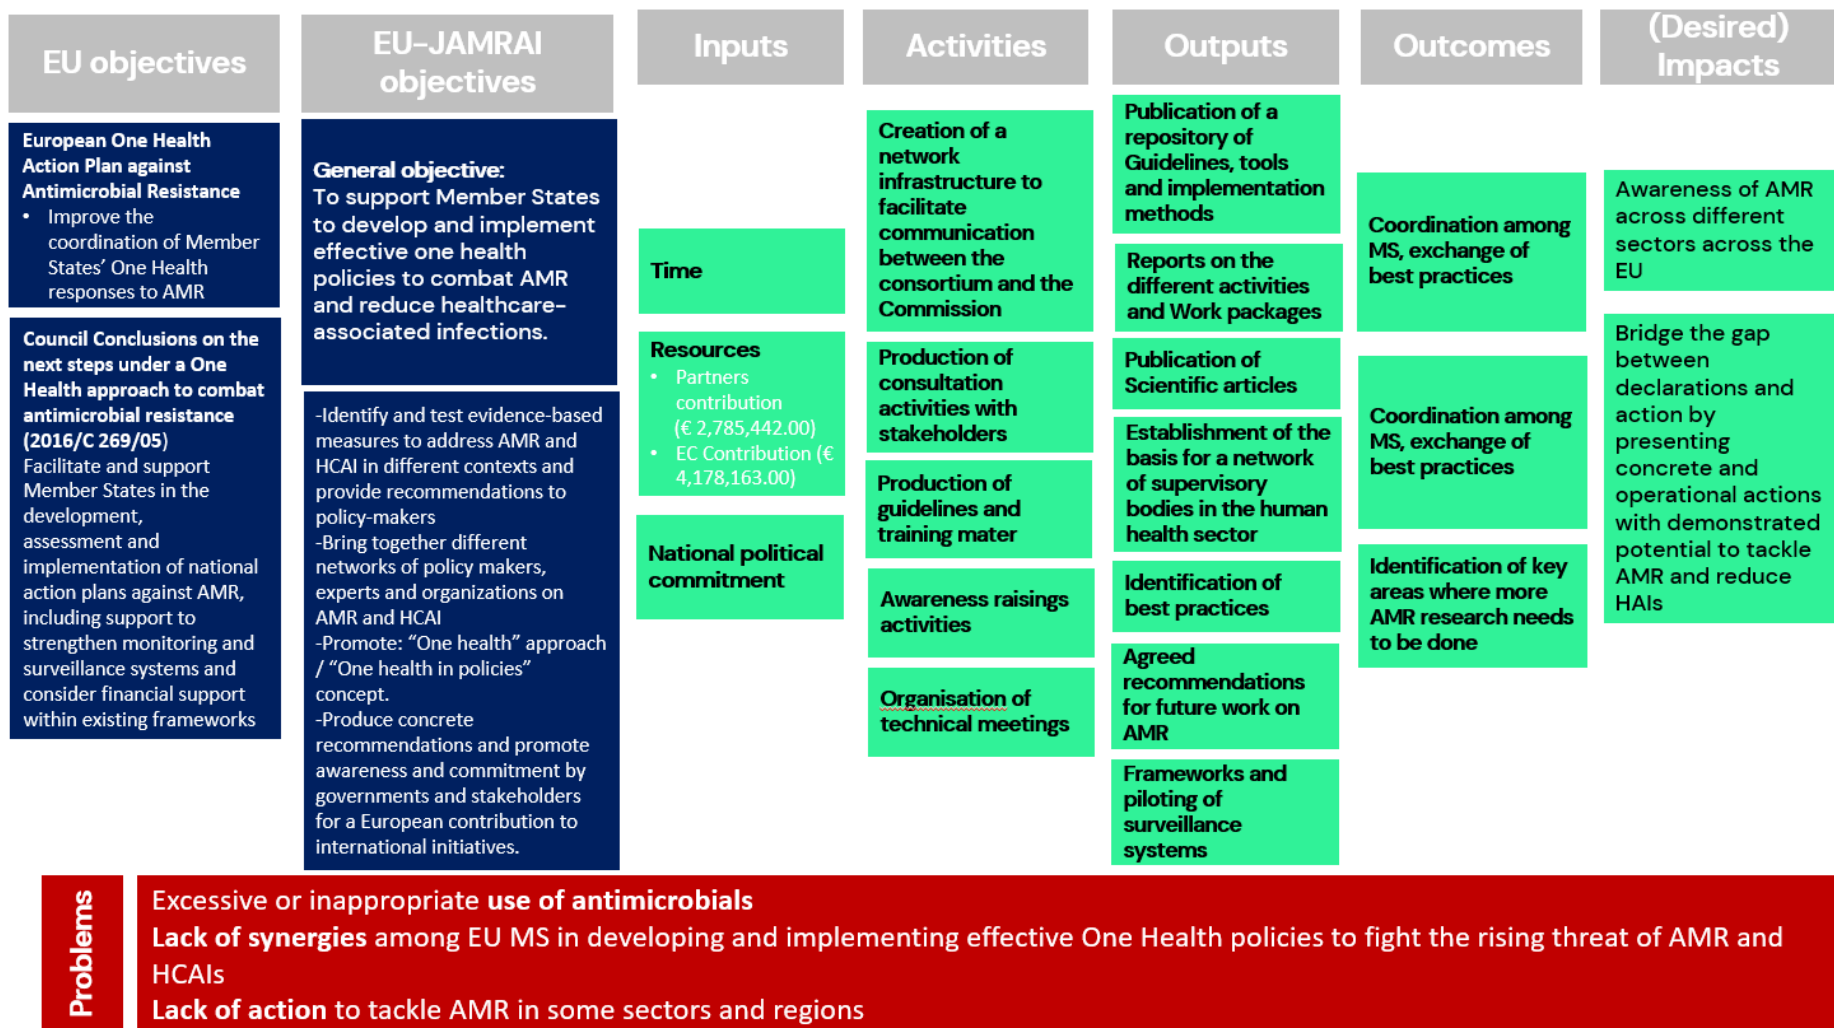 EU objectives
European One Health
Action Plan against
Antimicrobial Resistance
• Improve the
coordination of Member
States’ One Health
responses to AMR
Council Conclusions on the
next steps under a One
Health approach to combat
antimicrobial resistance
(2016/C 269/05)
Facilitate and support
Member States in the
development,
assessment and
implementation of national
action plans against AMR,
including support to
strengthen monitoring and
surveillance systems and
consider financial support
within existing frameworks
EU-JAMRAI
objectives
General objective:
To support Member States
to develop and implement
effective one health
policies to combat AMR
and reduce healthcare-
associated infections.
-Identify and test evidence-based
measures to address AMR and
HCAI in different contexts and
provide recommendations to
policy-makers
-Bring together different
networks of policy makers,
experts and organizations on
AMR and HCAI
-Promote: “One health” approach
/ “One health in policies”
concept.
-Produce concrete
recommendations and promote
awareness and commitment by
governments and stakeholders
for a European contribution to
international initiatives.
Inputs
Time
Resources
• Partners
contribution
(€ 2,785,442.00)
• EC Contribution (€
4,178,163.00)
National political
commitment
Activities
Creation of a
network
infrastructure to
facilitate
communication
between the
consortium and the
Commission
Production of
consultation
activities with
stakeholders
Production of
guidelines and
training mater
Awareness raisings
activities
Organisation of
technical meetings
Outputs
Publication of a
repository of
Guidelines, tools
and implementation
methods
Reports on the
different activities
and Work packages
Publication of
Scientific articles
Establishment of the
basis for a network
of supervisory
bodies in the human
health sector
Identification of
best practices
Agreed
recommendations
for future work on
AMR
Frameworks and
piloting of
surveillance
systems
Outcomes
Coordination among
MS, exchange of
best practices
Coordination among
MS, exchange of
best practices
Identification of key
areas where more
AMR research needs
to be done
(Desired)
Impacts
Awareness of AMR
across different
sectors across the
EU
Bridge the gap
between
declarations and
action by
presenting
concrete and
operational actions
with demonstrated
potential to tackle
AMR and reduce
HAIs
Problems
Excessive or inappropriate use of antimicrobials
Lack of synergies among EU MS in developing and implementing effective One Health policies to fight the rising threat of AMR and
HCAIs
Lack of action to tackle AMR in some sectors and regions